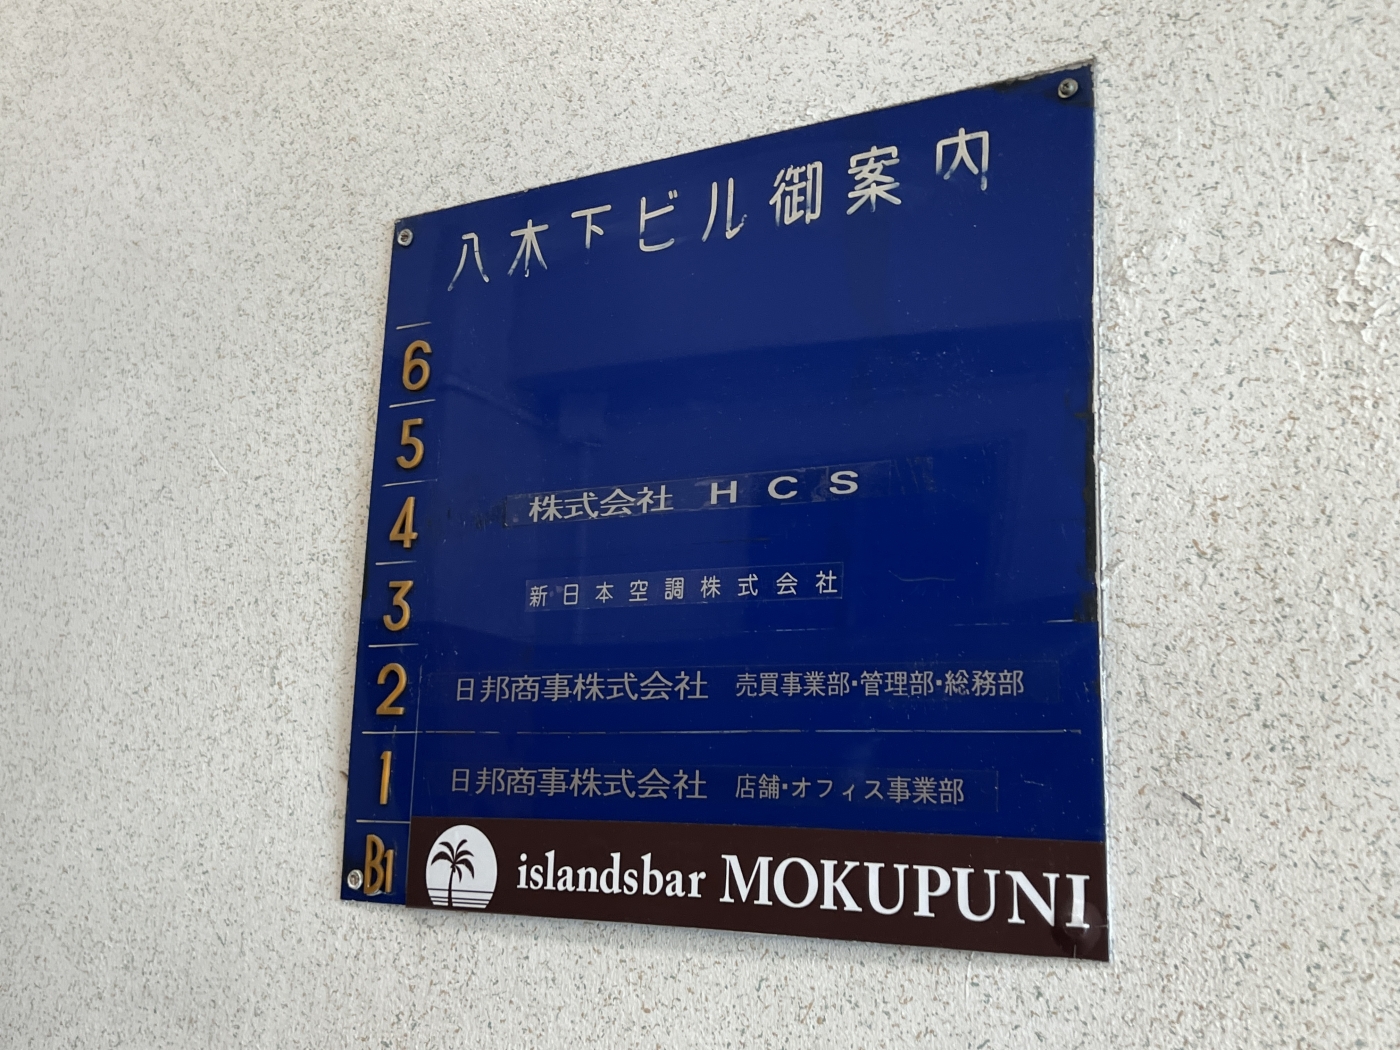 八木下ビル御案内
6
5
4 株式会社 HCS
3 新日本空調株式会社
2 日邦商事株式会社 売買事業部・管理部・総務部
1 日邦商事株式会社 店舗・オフィス事業部
B1 islandsbar MOKUPUNI